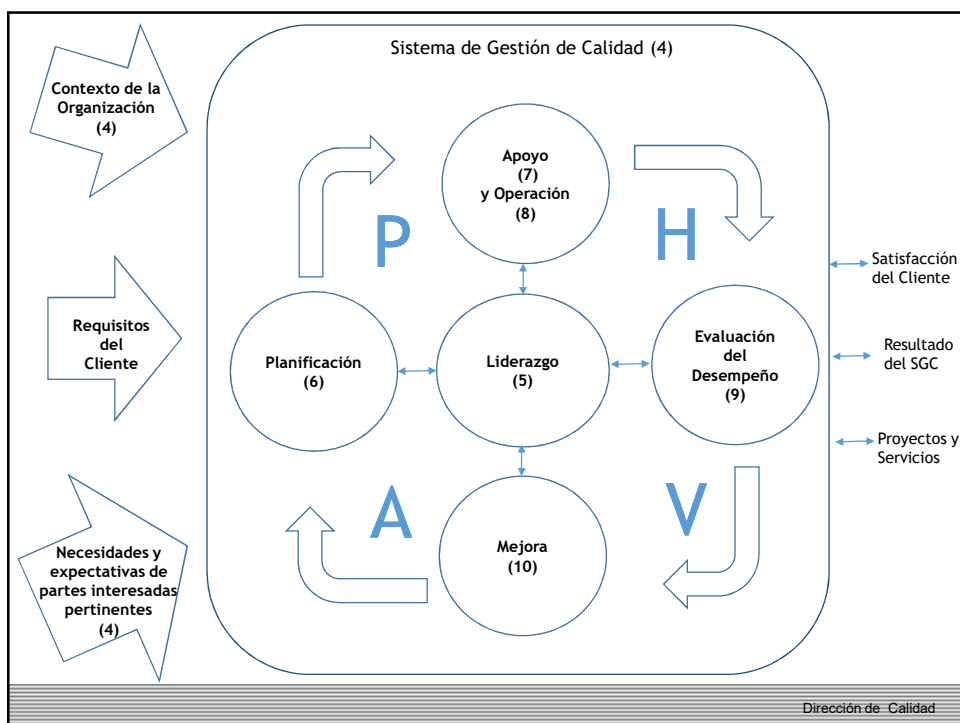 Sistema de Gestión de Calidad (4)
Contexto de la
Organización
(4)
Apoyo
(7)
y Operación
(8)
P
H
Satisfacción
del Cliente
Requisitos
del
Cliente
Planificación
(6)
Liderazgo
(5)
Evaluación
del
Desempeño
(9)
Resultado
del SGC
Proyectos y
Servicios
A
V
Mejora
(10)
Necesidades y
expectativas de
partes interesadas
pertinentes
(4)
Dirección de Calidad